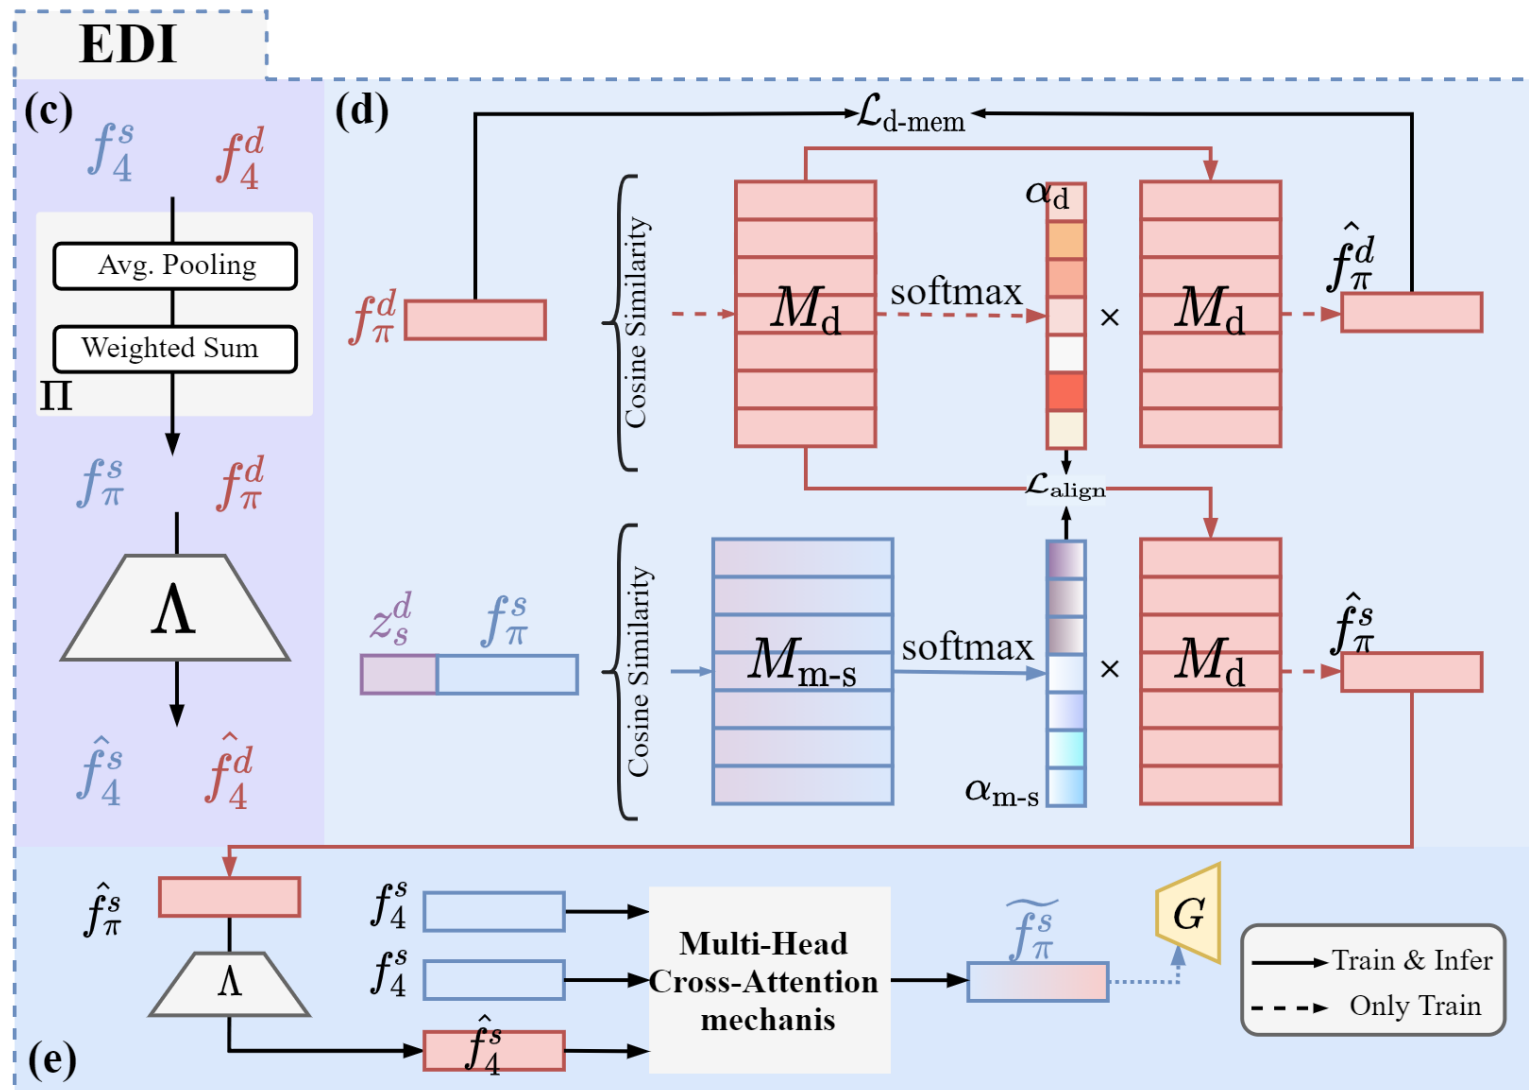 EDI
(c)
f_4^s f_4^d
Avg. Pooling
Weighted Sum
Π
f_π^s f_π^d
Λ
\hat{f}_4^s \hat{f}_4^d
(d)
ℒ_d-mem
f_π^d
Cosine Similarity
M_d
softmax
α_d
×
M_d
\hat{f}_π^d
ℒ_align
z_s^d f_π^s
Cosine Similarity
M_m-s
softmax
α_m-s
×
M_d
\hat{f}_π^s
(e)
\hat{f}_π^s
Λ
f_4^s
f_4^s
\hat{f}_4^s
Multi-Head
Cross-Attention
mechanis
\widetilde{f_π^s}
G
Train & Infer
Only Train